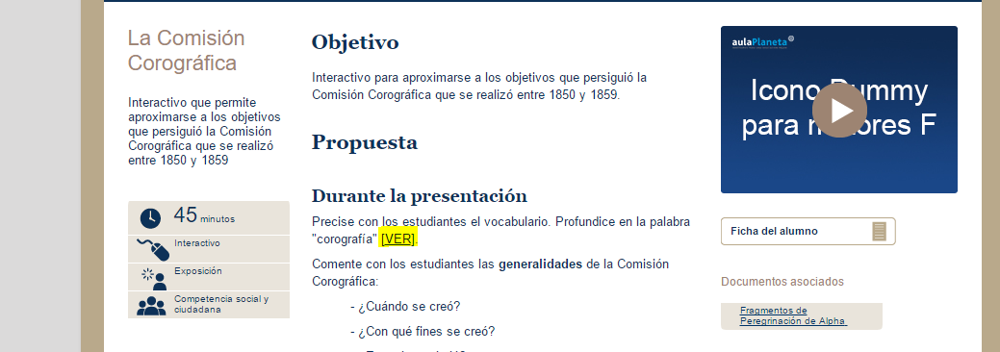 La Comisión
Corográfica
Interactivo que permite
aproximarse a los objetivos
que persiguió la Comisión
Corográfica que se realizó
entre 1850 y 1859
45 minutos
Interactivo
Exposición
Competencia social y
ciudadana
Objetivo
Interactivo para aproximarse a los objetivos que persiguió la
Comisión Corográfica que se realizó entre 1850 y 1859.
Propuesta
Durante la presentación
Precise con los estudiantes el vocabulario. Profundice en la palabra
"corografía" [VER].
Comente con los estudiantes las generalidades de la Comisión
Corográfica:
- ¿Cuándo se creó?
- ¿Con qué fines se creó?
aulaPlaneta
Icono Dummy
para F
Ficha del alumno
Documentos asociados
Fragmentos de
Peregrinación de Alpha